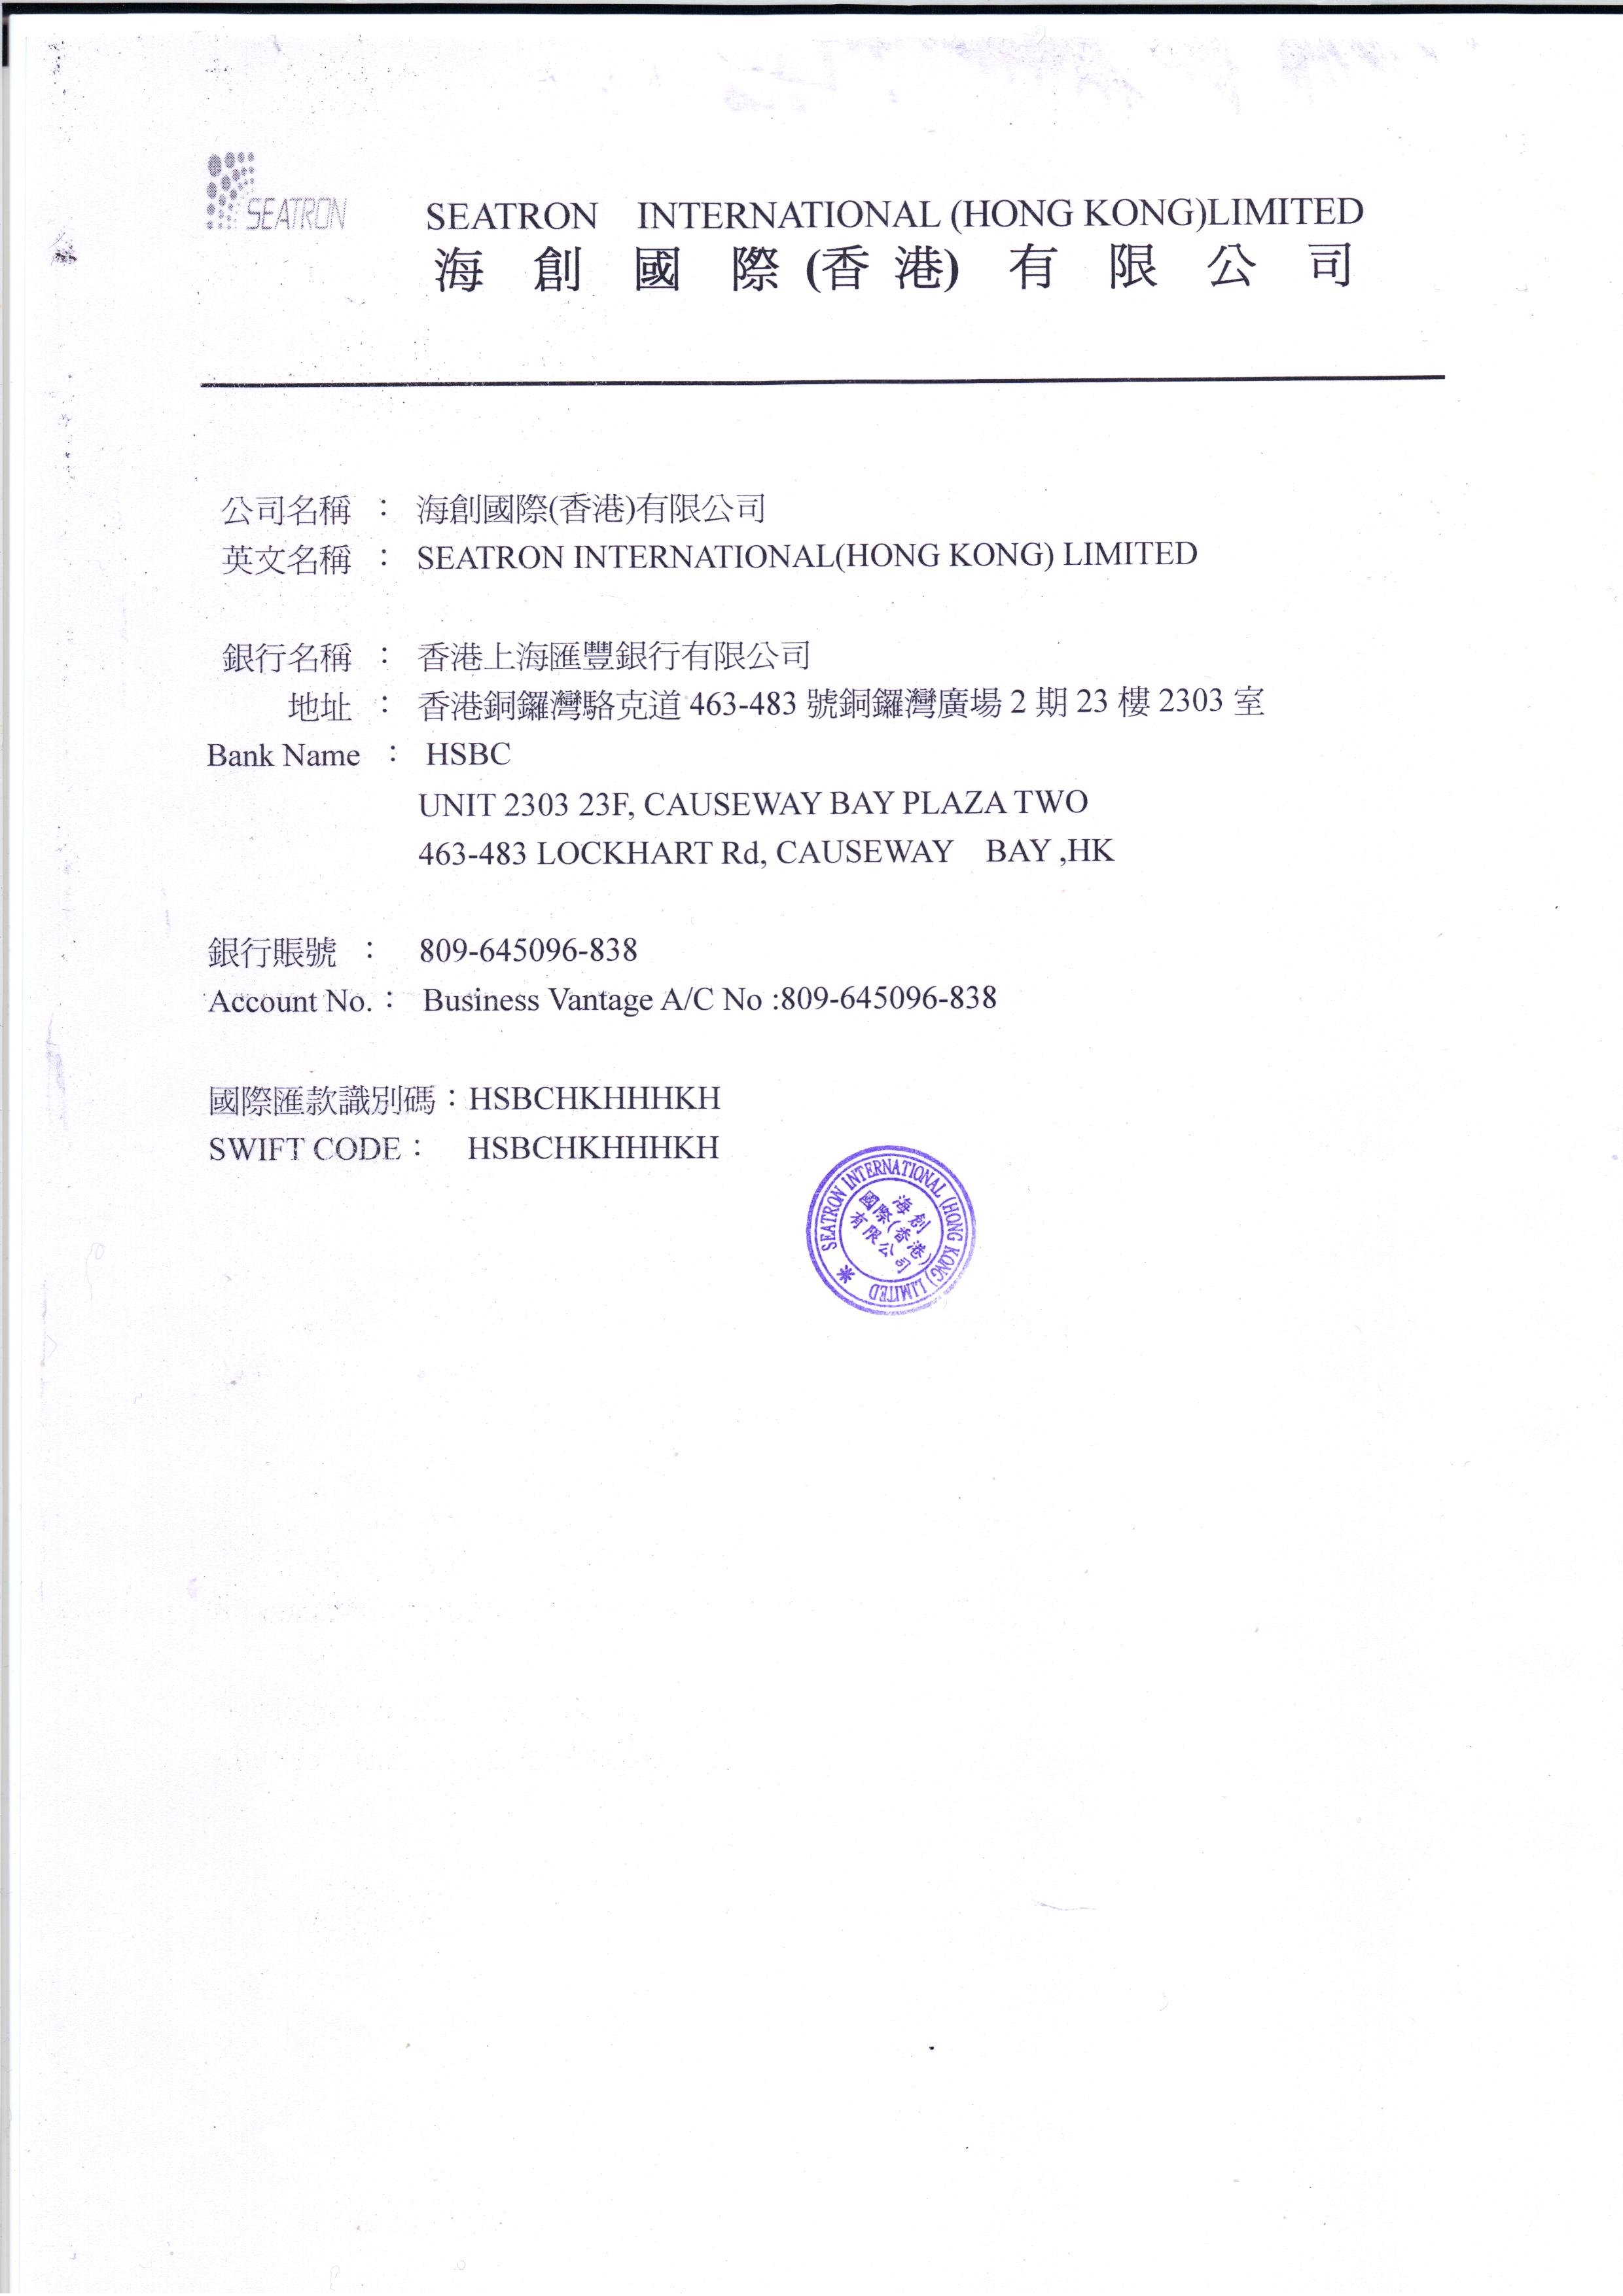 SEATRON
SEATRON INTERNATIONAL (HONG KONG)LIMITED
海創國際(香港)有限公司
公司名稱 : 海創國際(香港)有限公司
英文名稱 : SEATRON INTERNATIONAL(HONG KONG) LIMITED
銀行名稱 : 香港上海匯豐銀行有限公司
地址 : 香港銅鑼灣駱克道 463-483 號銅鑼灣廣場 2 期 23 樓 2303 室
Bank Name : HSBC
UNIT 2303 23F, CAUSEWAY BAY PLAZA TWO
463-483 LOCKHART Rd, CAUSEWAY BAY ,HK
銀行賬號 : 809-645096-838
Account No. : Business Vantage A/C No :809-645096-838
國際匯款識別碼 : HSBCHKHHHKH
SWIFT CODE : HSBCHKHHHKH
SEATRON INTERNATIONAL (HONG KONG) LIMITED
海創
國際(香港)
有限公司